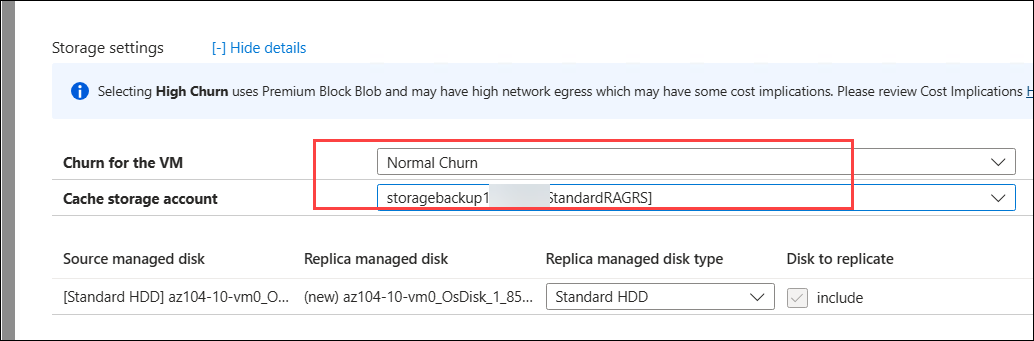 Storage settings [-] Hide details
Selecting High Churn uses Premium Block Blob and may have high network egress which may have some cost implications. Please review Cost Implications H
Churn for the VM Normal Churn
Cache storage account storagebackup1 StandardRAGRS]
Source managed disk Replica managed disk Replica managed disk type Disk to replicate
[Standard HDD] az104-10-vm0_O... (new) az104-10-vm0_OsDisk_1_85... Standard HDD include